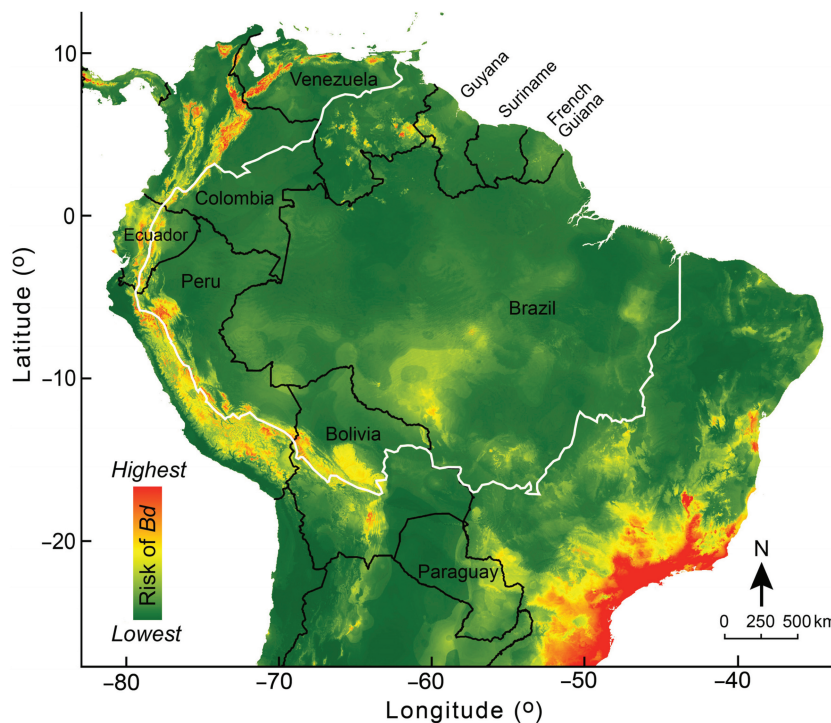 10
0
−10
−20
Latitude (º)
Venezuela
Guyana
Suriname
French
Guiana
Colombia
Ecuador
Peru
Brazil
Bolivia
Paraguay
Highest
Risk of Bd
Lowest
N
0 250 500 km
−80 −70 −60 −50 −40
Longitude (º)